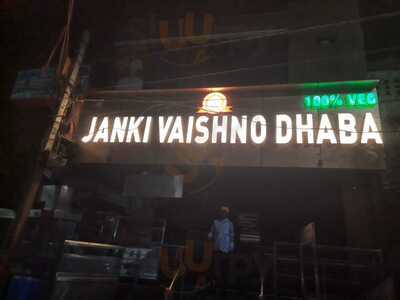 100% VEG
JANKI VAISHNO DHABA